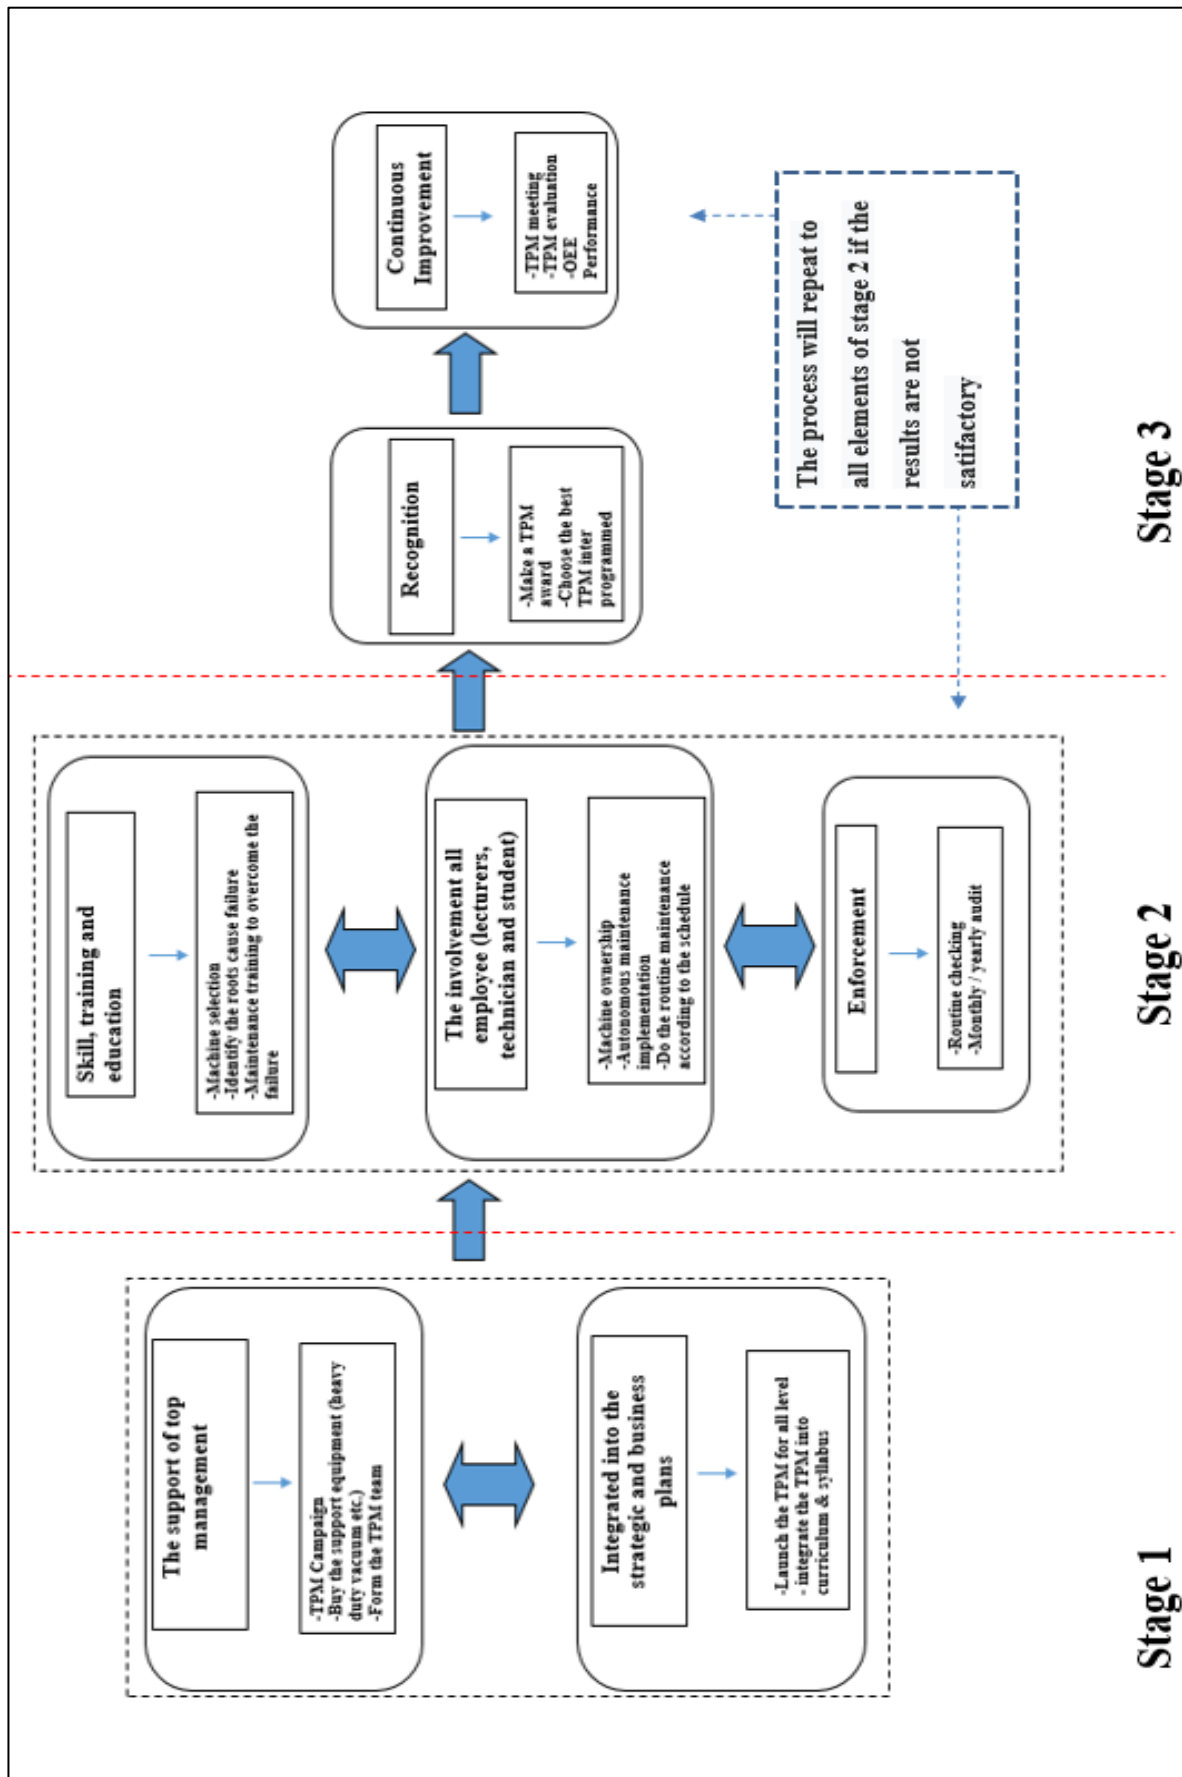 The support of top
management
-TPM Campaign
-Buy the support equipment (heavy
duty vacuum etc.)
-Form the TPM team
Integrated into the
strategic and business
plans
-Launch the TPM for all level
- integrate the TPM into
curriculum & syllabus
Stage 1
Skill, training and
education
-Machine selection
-Identify the roots cause failure
-Maintenance training to overcome the
failure
The involvement all
employee (lecturers,
technician and student)
-Machine ownership
-Autonomous maintenance
implementation
-Do the routine maintenance
according to the schedule
Enforcement
-Routine checking
-Monthly / yearly audit
Stage 2
Recognition
-Make a TPM
award
-Choose the best
TPM inter
programmed
Continuous
Improvement
-TPM meeting
-TPM evaluation
-OEE
Performance
The process will repeat to
all elements of stage 2 if the
results are not
satifactory
Stage 3